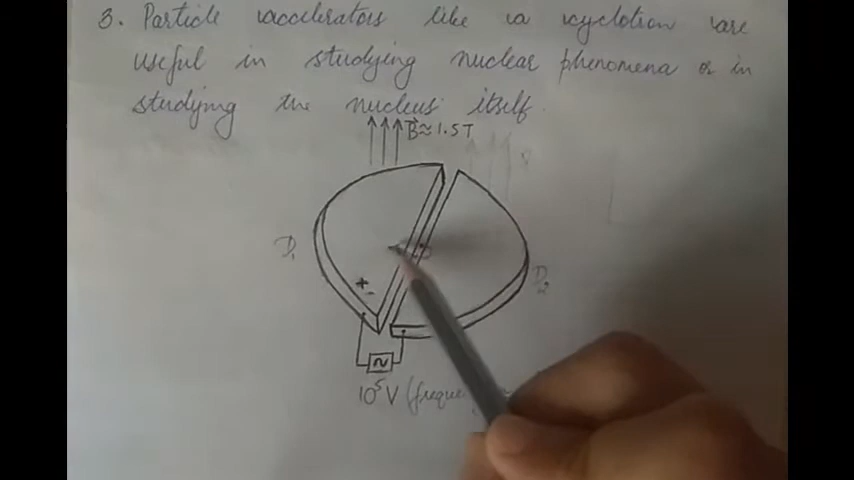 3. Particle accelerators like a cyclotron are
useful in studying nuclear phenomena or in
studying the nucleus itself.
B≈1.5T
D₁
+
-
D₂
~
10⁵V